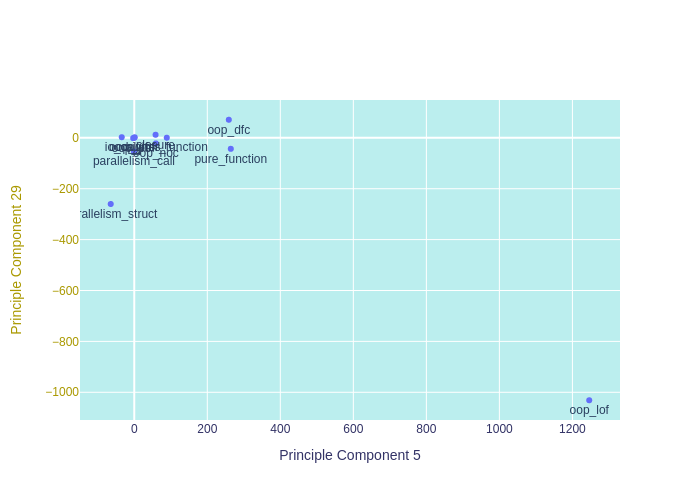 oop_dfc
pure_function
parallelism_call
rallelism_struct
oop_lof
0
−200
−400
−600
−800
−1000
0
200
400
600
800
1000
1200
Principle Component 5
Principle Component 29